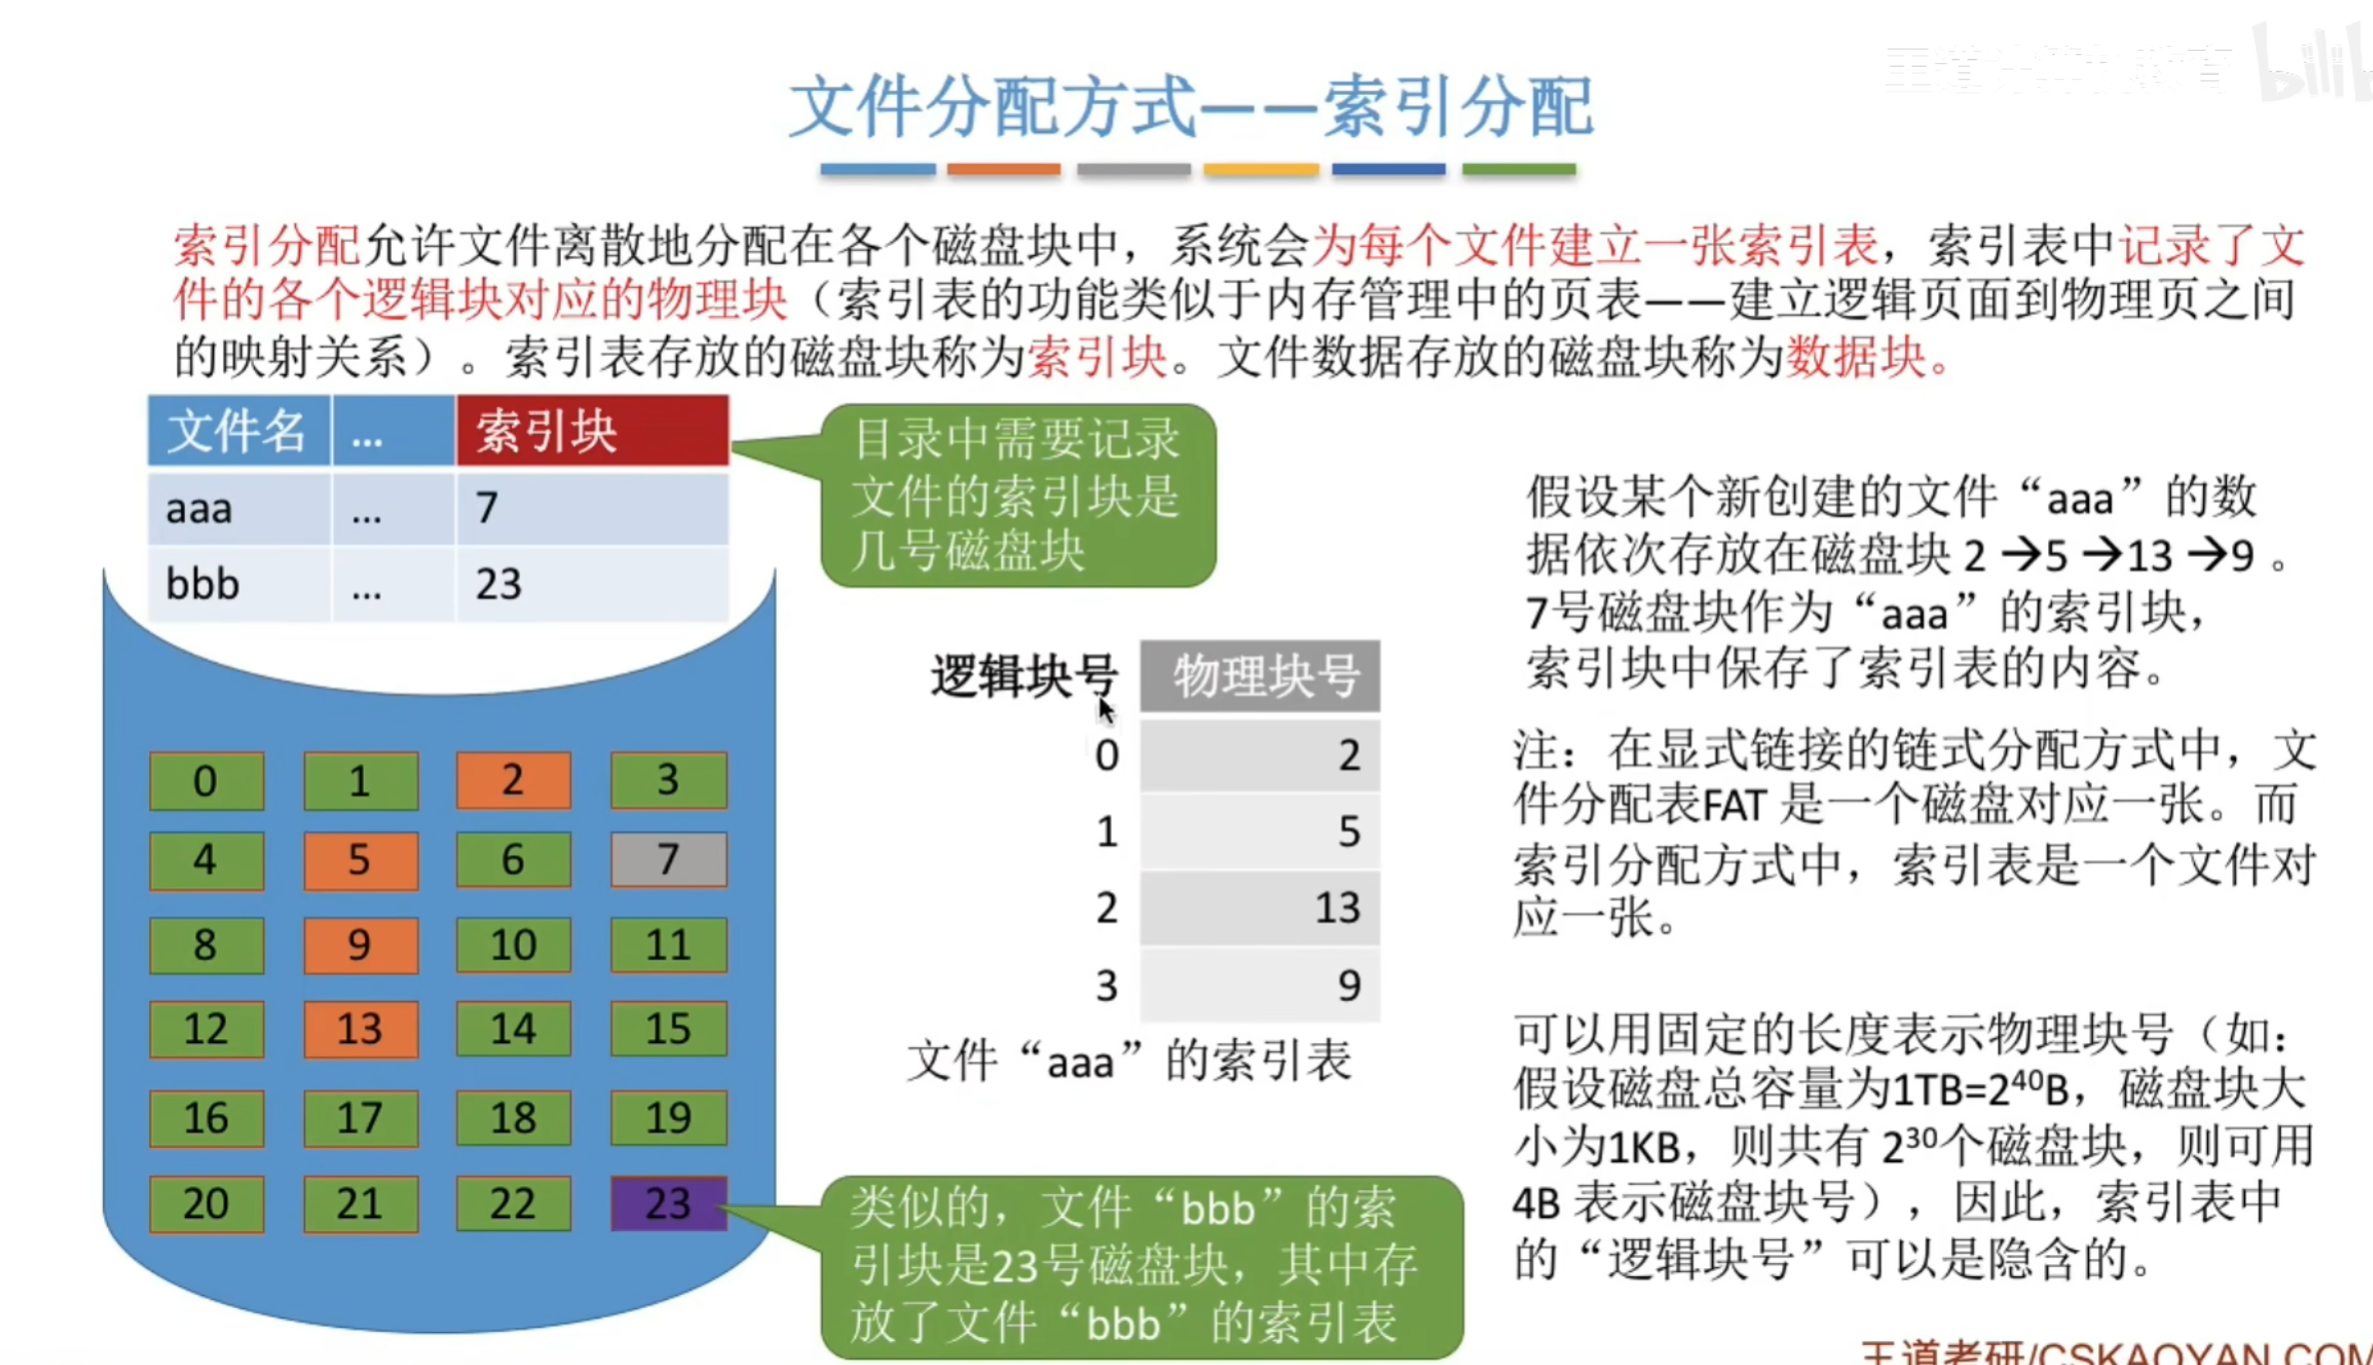 文件分配方式——索引分配
索引分配允许文件离散地分配在各个磁盘块中，系统会为每个文件建立一张索引表，索引表中记录了文
件的各个逻辑块对应的物理块（索引表的功能类似于内存管理中的页表——建立逻辑页面到物理页之间
的映射关系）。索引表存放的磁盘块称为索引块。文件数据存放的磁盘块称为数据块。
文件名 ... 索引块
aaa ... 7
bbb ... 23
目录中需要记录
文件的索引块是
几号磁盘块
0 1 2 3
4 5 6 7
8 9 10 11
12 13 14 15
16 17 18 19
20 21 22 23
逻辑块号 物理块号
0 2
1 5
2 13
3 9
文件“aaa”的索引表
类似的，文件“bbb”的索
引块是23号磁盘块，其中存
放了文件“bbb”的索引表
假设某个新创建的文件“aaa”的数
据依次存放在磁盘块 2 →5 →13 →9 。
7号磁盘块作为“aaa”的索引块，
索引块中保存了索引表的内容。
注：在显式链接的链式分配方式中，文
件分配表FAT 是一个磁盘对应一张。而
索引分配方式中，索引表是一个文件对
应一张。
可以用固定的长度表示物理块号（如：
假设磁盘总容量为1TB=2⁴⁰B，磁盘块大
小为1KB，则共有 2³⁰个磁盘块，则可用
4B 表示磁盘块号），因此，索引表中
的“逻辑块号”可以是隐含的。
王道考研/CSKAOYAN.COM